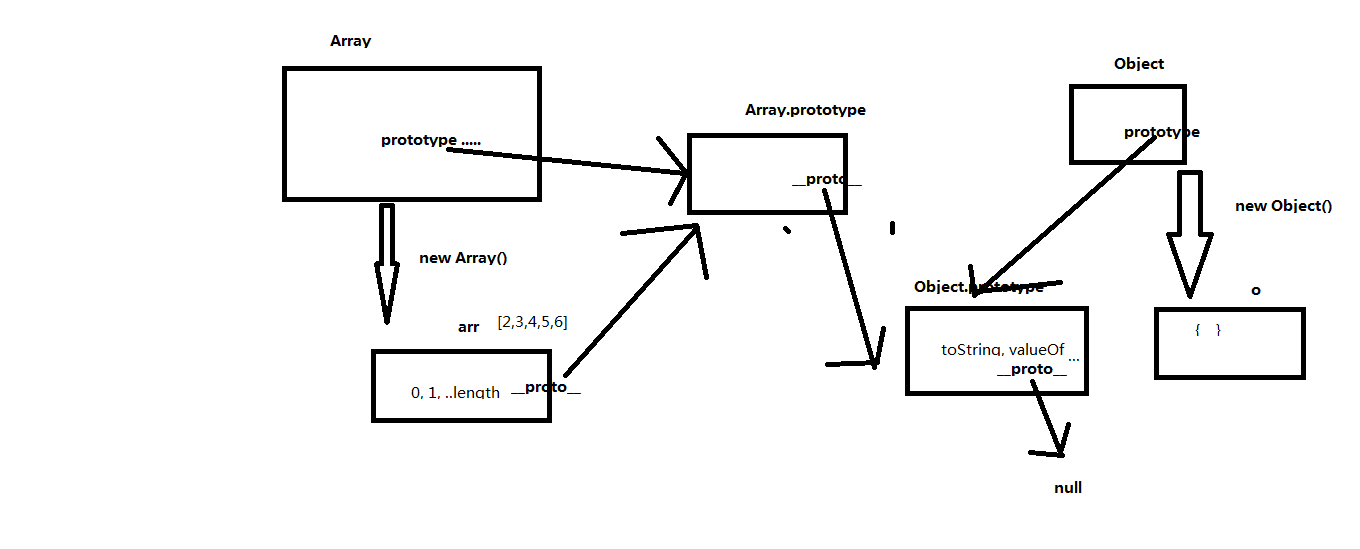 Array
prototype .....
new Array()
arr [2,3,4,5,6]
0, 1, ..length __proto__
Array.prototype
__proto__
Object
prototype
new Object()
o
{ }
Object.prototype
toString, valueOf ...
__proto__
null